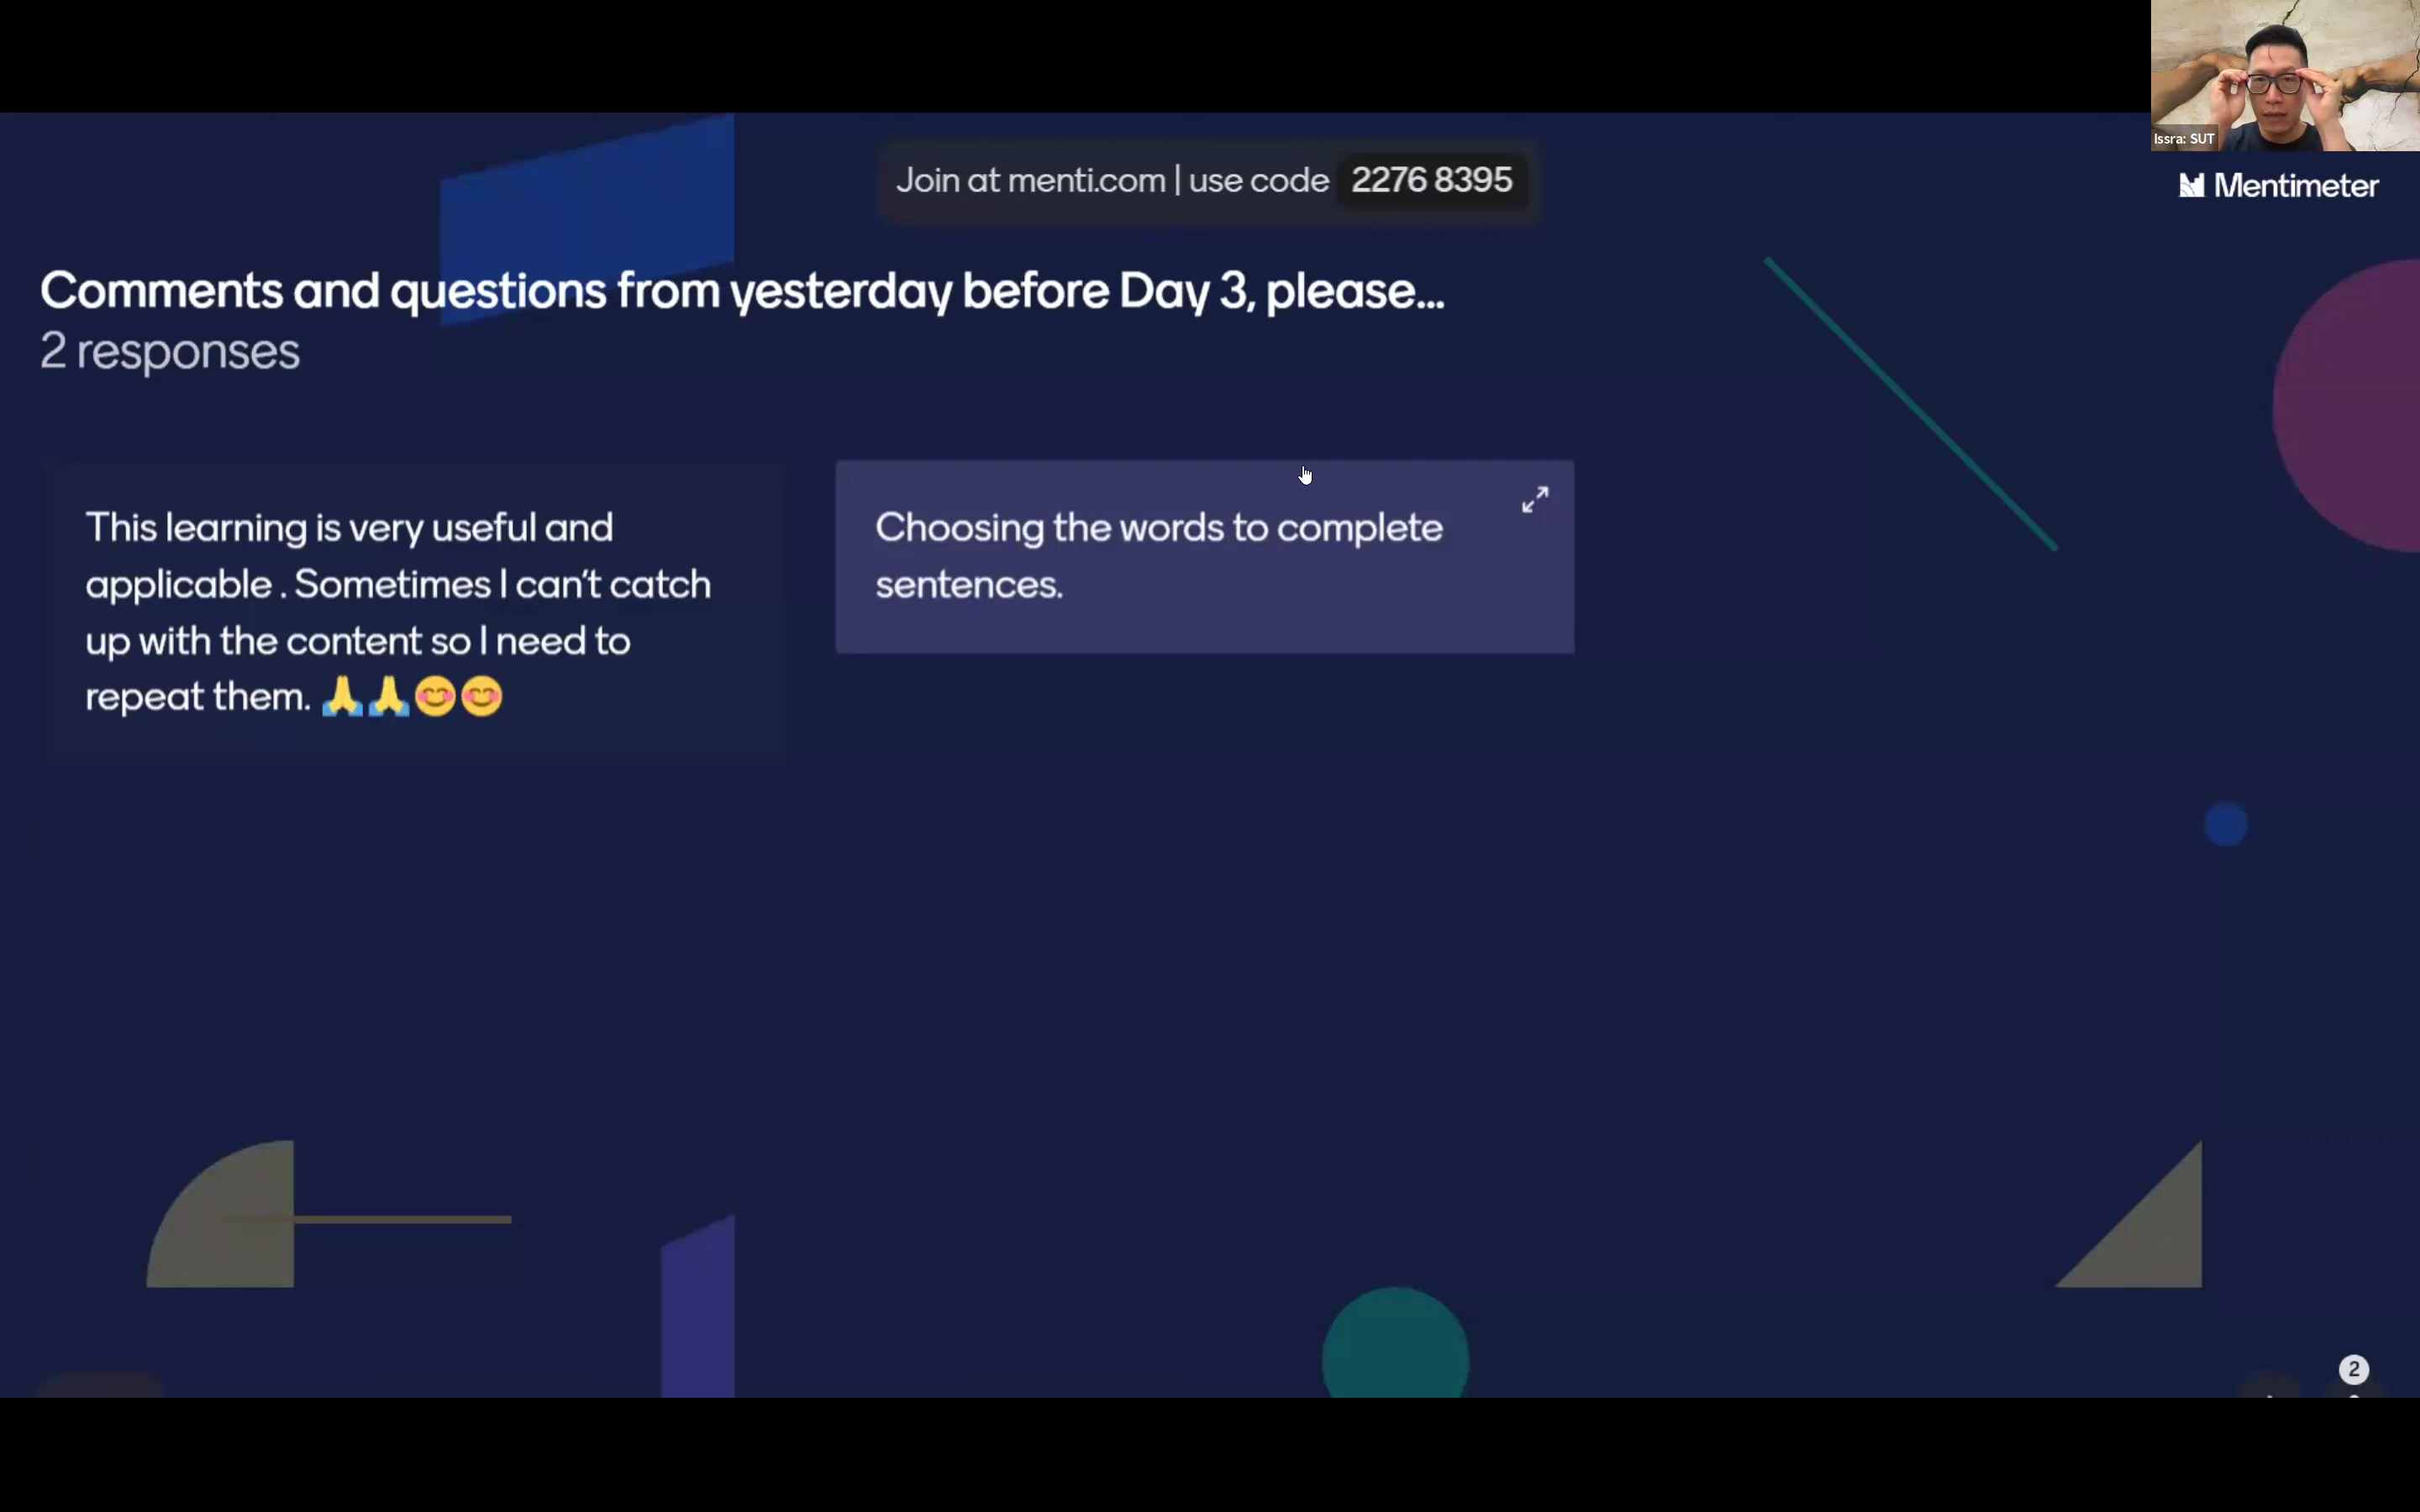 Issra: SUT
Join at menti.com | use code 2276 8395
Mentimeter
Comments and questions from yesterday before Day 3, please...
2 responses
This learning is very useful and
applicable . Sometimes I can't catch
up with the content so I need to
repeat them. 🙏🙏😊😊
Choosing the words to complete
sentences.
2